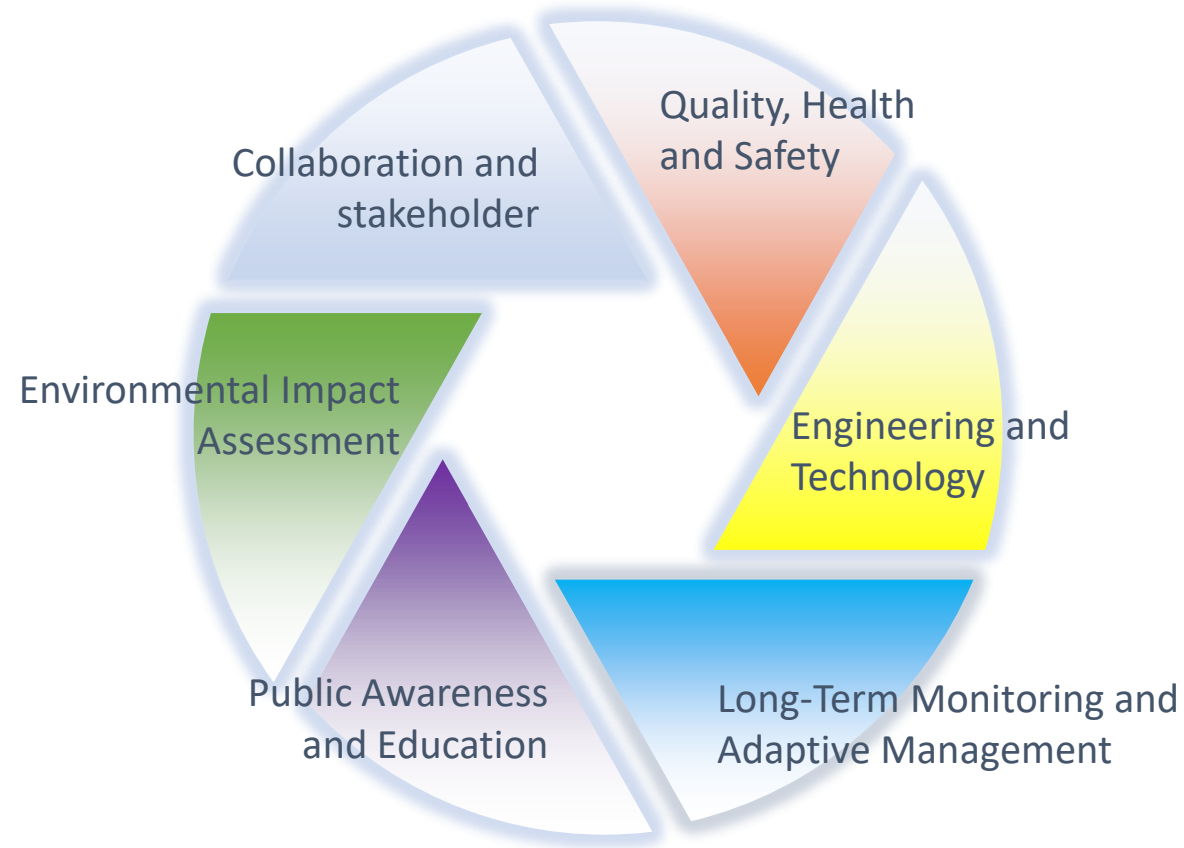 Quality, Health
and Safety
Collaboration and
stakeholder
Environmental Impact
Assessment
Engineering and
Technology
Public Awareness
and Education
Long-Term Monitoring and
Adaptive Management